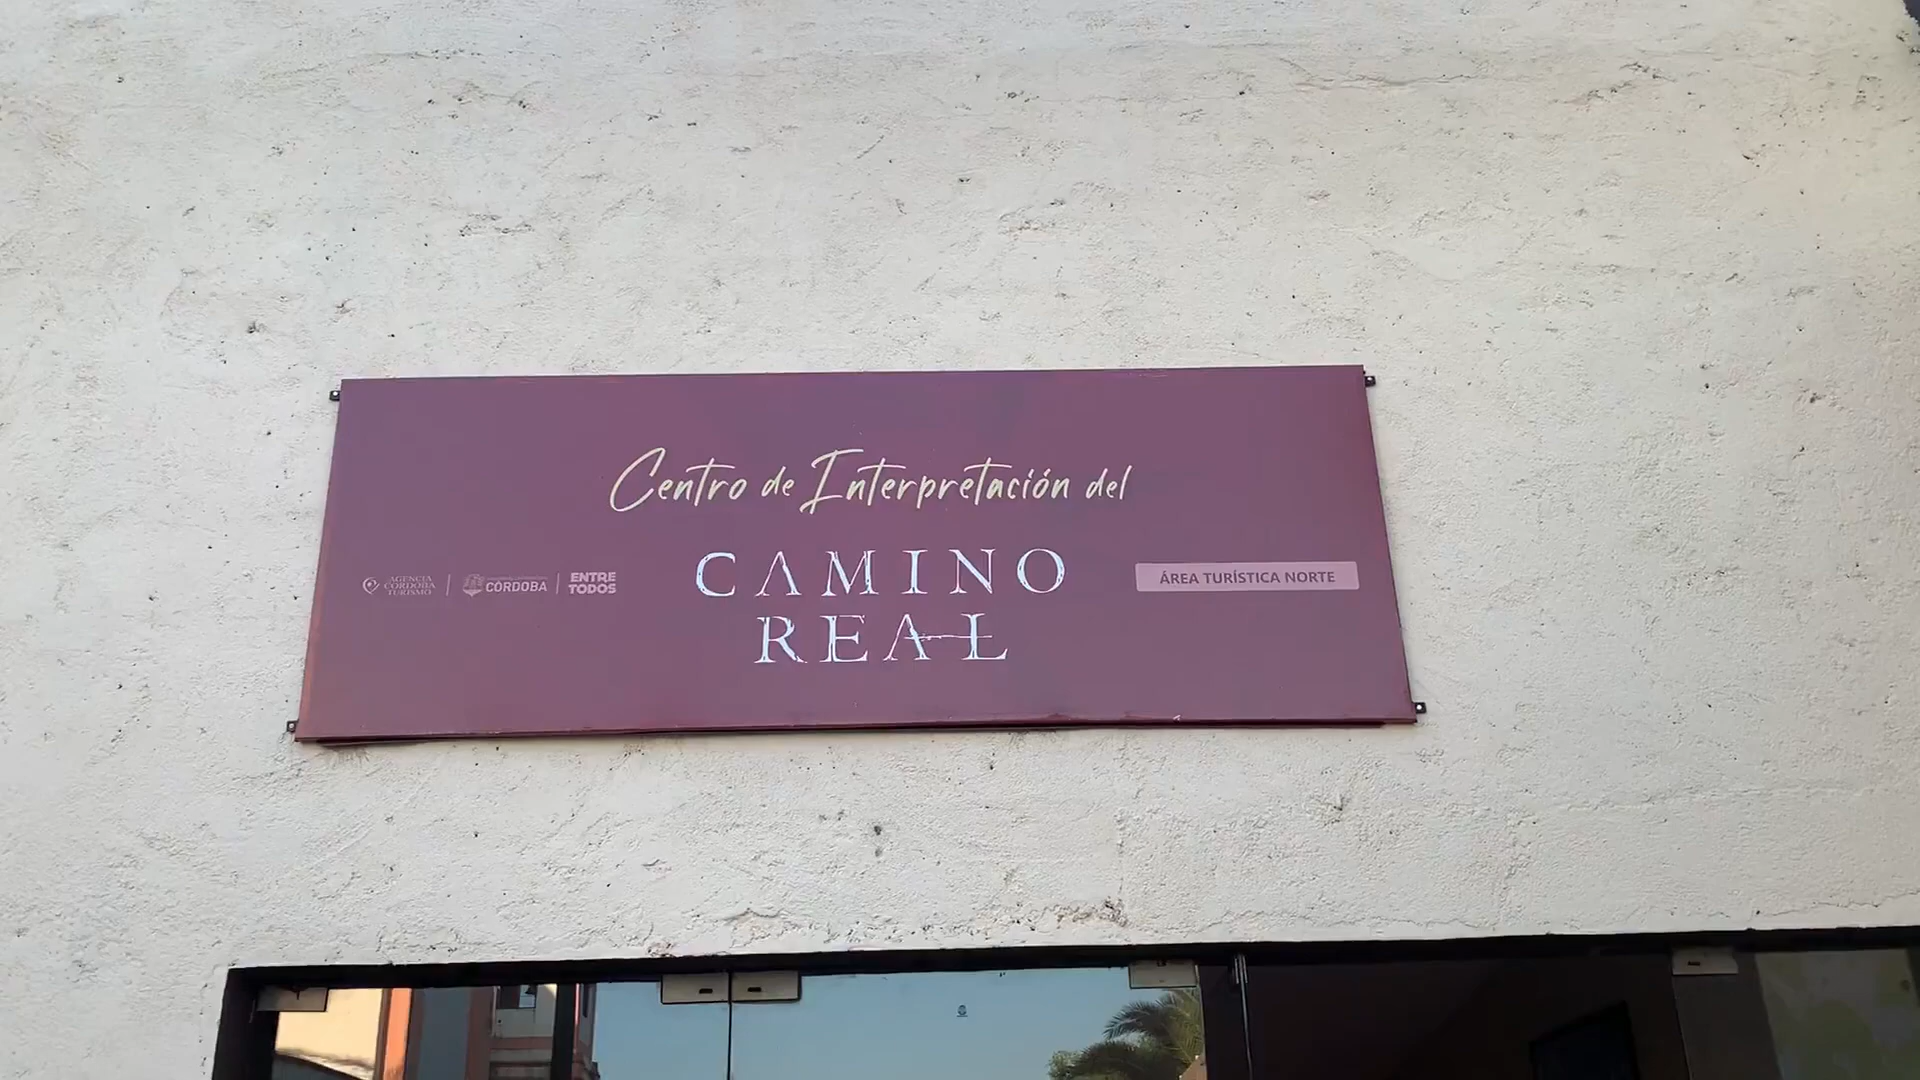 Centro de Interpretación del
CAMINO
REAL
AGENCIA
CÓRDOBA
TURISMO
CÓRDOBA
ENTRE
TODOS
ÁREA TURÍSTICA NORTE